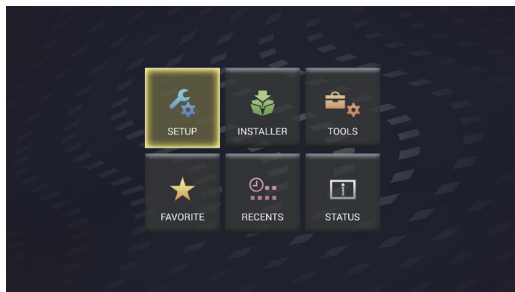 SETUP
INSTALLER
TOOLS
FAVORITE
RECENTS
STATUS